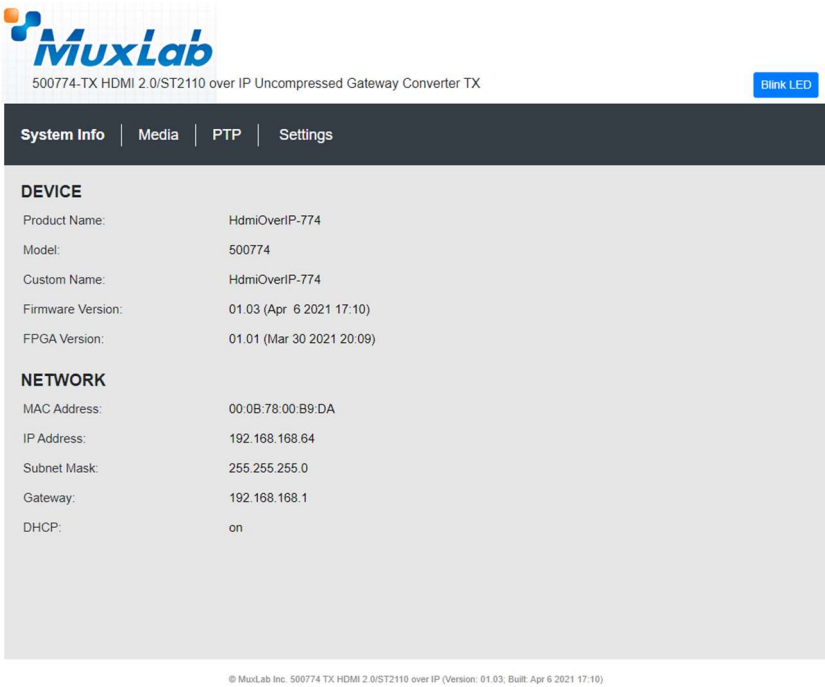 MuxLab
500774-TX HDMI 2.0/ST2110 over IP Uncompressed Gateway Converter TX
Blink LED
System Info
Media
PTP
Settings
DEVICE
Product Name: HdmiOverIP-774
Model: 500774
Custom Name: HdmiOverIP-774
Firmware Version: 01.03 (Apr 6 2021 17:10)
FPGA Version: 01.01 (Mar 30 2021 20:09)
NETWORK
MAC Address: 00:0B:78:00:B9:DA
IP Address: 192.168.168.64
Subnet Mask: 255.255.255.0
Gateway: 192.168.168.1
DHCP: on
© MuxLab Inc. 500774 TX HDMI 2.0/ST2110 over IP (Version: 01.03; Built: Apr 6 2021 17:10)